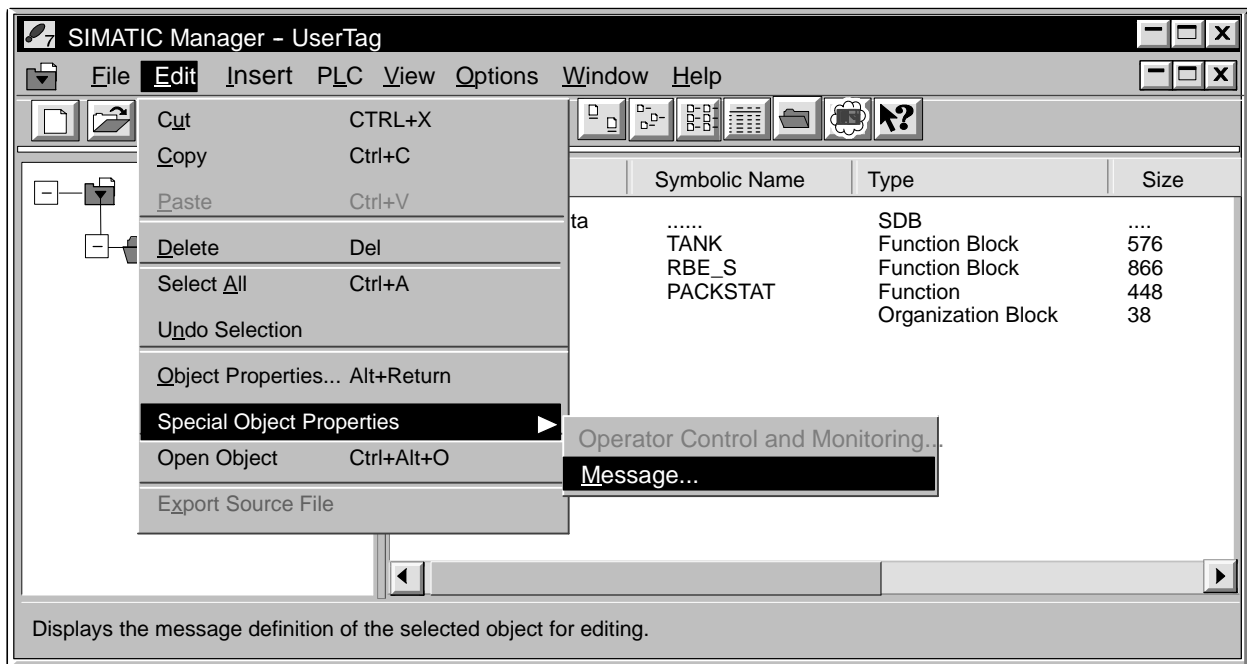 SIMATIC Manager – UserTag
File Edit Insert PLC View Options Window Help
Cut CTRL+X
Copy Ctrl+C
Paste Ctrl+V
Delete Del
Select All Ctrl+A
Undo Selection
Object Properties... Alt+Return
Special Object Properties
Open Object Ctrl+Alt+O
Export Source File
Operator Control and Monitoring...
Message...
Symbolic Name Type Size
ta ...... SDB ....
TANK Function Block 576
RBE_S Function Block 866
PACKSTAT Function 448
Organization Block 38
Displays the message definition of the selected object for editing.